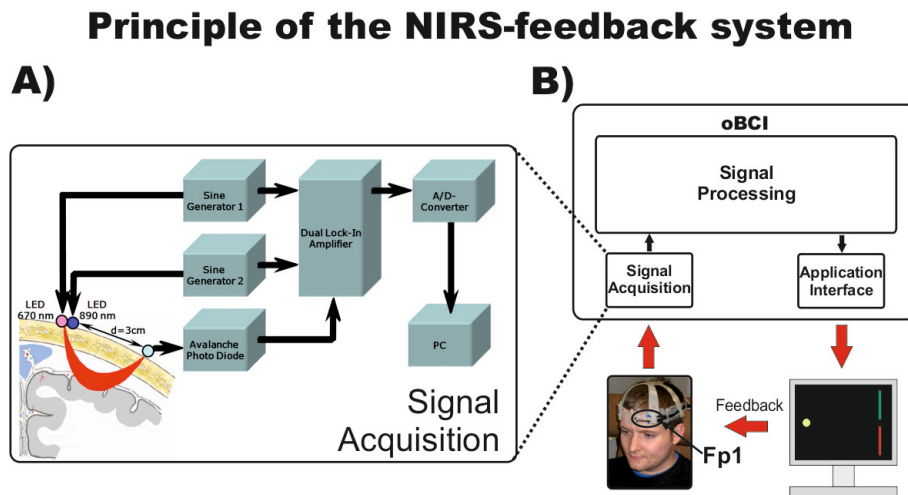 Principle of the NIRS-feedback system
A)
Sine
Generator 1
Sine
Generator 2
Dual Lock-In
Amplifier
A/D-
Converter
PC
Avalanche
Photo Diode
LED
670 nm
LED
890 nm
d=3cm
Signal
Acquisition
B)
oBCI
Signal
Processing
Signal
Acquisition
Application
Interface
Feedback
Fp1